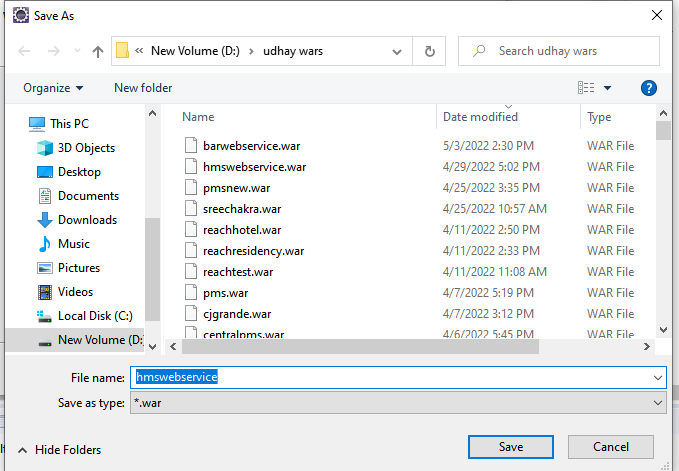 Save As
« New Volume (D:) › udhay wars
Search udhay wars
Organize
New folder
Name Date modified Type
This PC
3D Objects
Desktop
Documents
Downloads
Music
Pictures
Videos
Local Disk (C:)
New Volume (D:
barwebservice.war 5/3/2022 2:30 PM WAR File
hmswebservice.war 4/29/2022 5:02 PM WAR File
pmsnew.war 4/25/2022 3:35 PM WAR File
sreechakra.war 4/25/2022 10:57 AM WAR File
reachhotel.war 4/11/2022 2:50 PM WAR File
reachresidency.war 4/11/2022 2:33 PM WAR File
reachtest.war 4/11/2022 11:08 AM WAR File
pms.war 4/7/2022 5:19 PM WAR File
cjgrande.war 4/7/2022 3:12 PM WAR File
centralpms.war 4/6/2022 5:45 PM WAR File
File name: hmswebservice
Save as type: *.war
Hide Folders
Save
Cancel